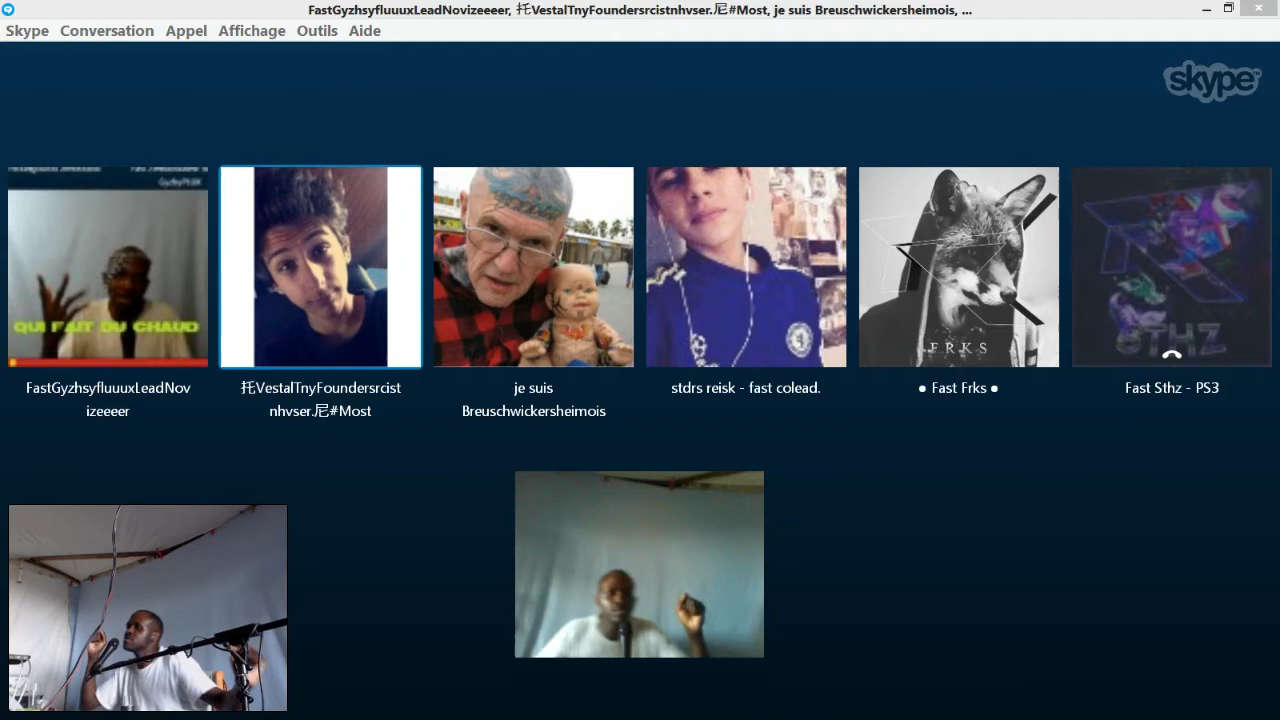 FastGyzhsyfluuuxLeadNovizeeeer, 托VestalTnyFoundersrcistnhvser.尼#Most, je suis Breuschwickersheimois, ...
Skype Conversation Appel Affichage Outils Aide
skype
QUI FAIT DU CHAUD
FRKS
STHZ
FastGyzhsyfluuuxLeadNov
izeeeer
托VestalTnyFoundersrcist
nhvser.尼#Most
je suis
Breuschwickersheimois
stdrs reisk - fast colead.
● Fast Frks ●
Fast Sthz - PS3